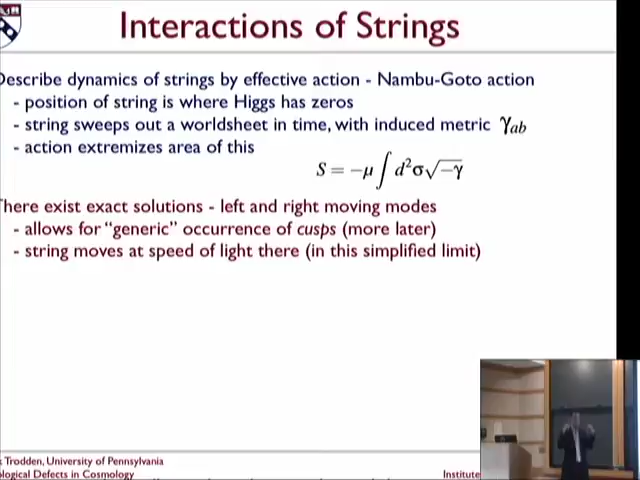 Interactions of Strings
Describe dynamics of strings by effective action - Nambu-Goto action
- position of string is where Higgs has zeros
- string sweeps out a worldsheet in time, with induced metric γab
- action extremizes area of this
S = −μ ∫ d²σ√−γ
There exist exact solutions - left and right moving modes
- allows for "generic" occurrence of cusps (more later)
- string moves at speed of light there (in this simplified limit)
Trodden, University of Pennsylvania
ological Defects in Cosmology
Institute